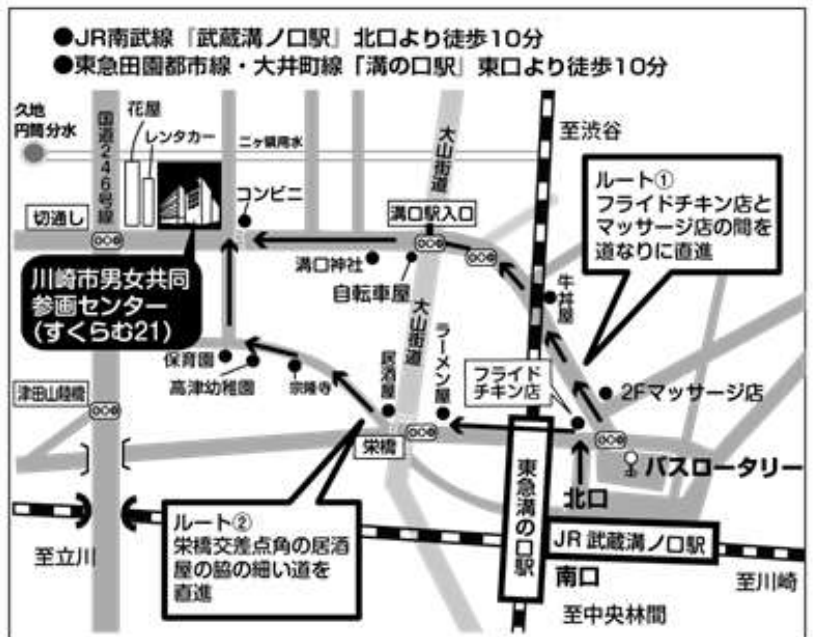 ●JR南武線『武蔵溝ノ口駅』北口より徒歩10分
●東急田園都市線・大井町線「溝の口駅」東口より徒歩10分
久地
円筒分水
国道246号線
花屋
レンタカー
二ヶ領用水
大山街道
至渋谷
ルート①
フライドチキン店と
マッサージ店の間を
道なりに直進
切通し
コンビニ
溝口駅入口
溝口神社
自転車屋
牛丼屋
川崎市男女共同
参画センター
(すくらむ21)
大山街道
ラーメン屋
居酒屋
保育園
高津幼稚園
宗隆寺
フライド
チキン店
2Fマッサージ店
津田山陸橋
栄橋
バスロータリー
北口
東急溝の口駅
ルート②
栄橋交差点角の居酒
屋の脇の細い道を
直進
JR 武蔵溝ノ口駅
南口
至立川
至川崎
至中央林間